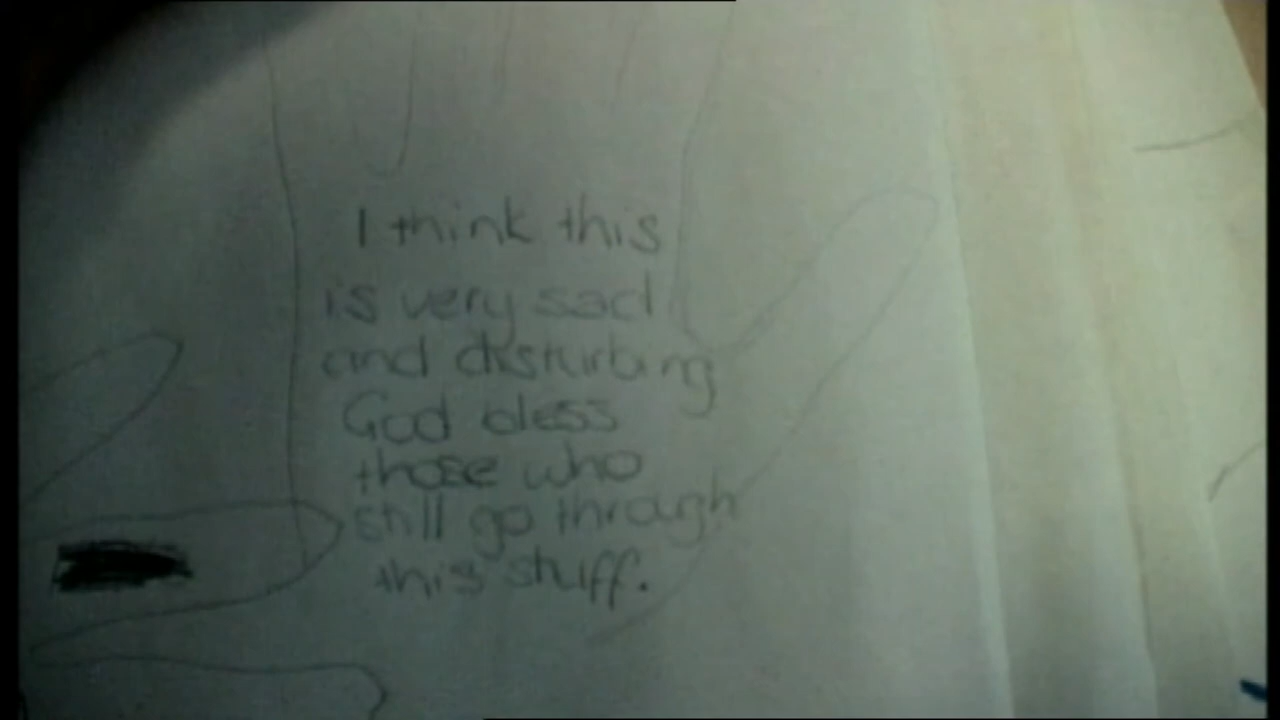 I think this
is very sad
and disturbing
God bless
those who
still go through
this stuff.